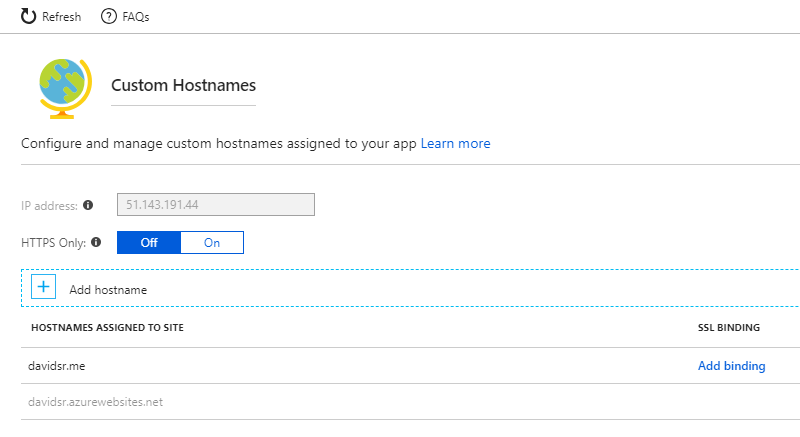 Refresh FAQs
Custom Hostnames
Configure and manage custom hostnames assigned to your app Learn more
IP address: 51.143.191.44
HTTPS Only: Off On
Add hostname
HOSTNAMES ASSIGNED TO SITE SSL BINDING
davidsr.me Add binding
davidsr.azurewebsites.net